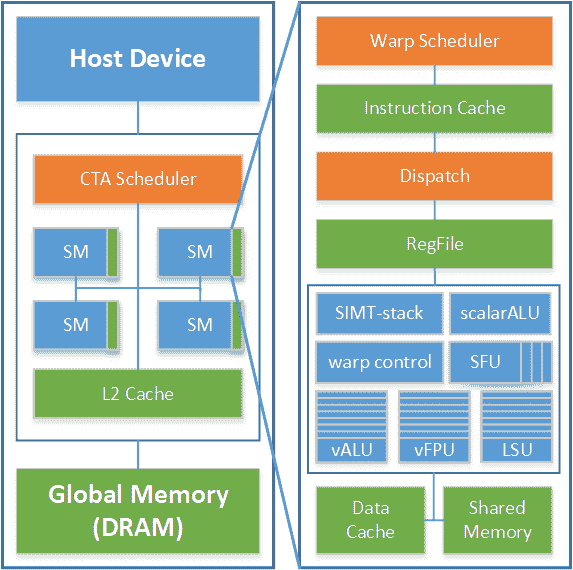 Host Device
CTA Scheduler
SM
SM
SM
SM
L2 Cache
Global Memory
(DRAM)
Warp Scheduler
Instruction Cache
Dispatch
RegFile
SIMT-stack
scalarALU
warp control
SFU
vALU
vFPU
LSU
Data
Cache
Shared
Memory